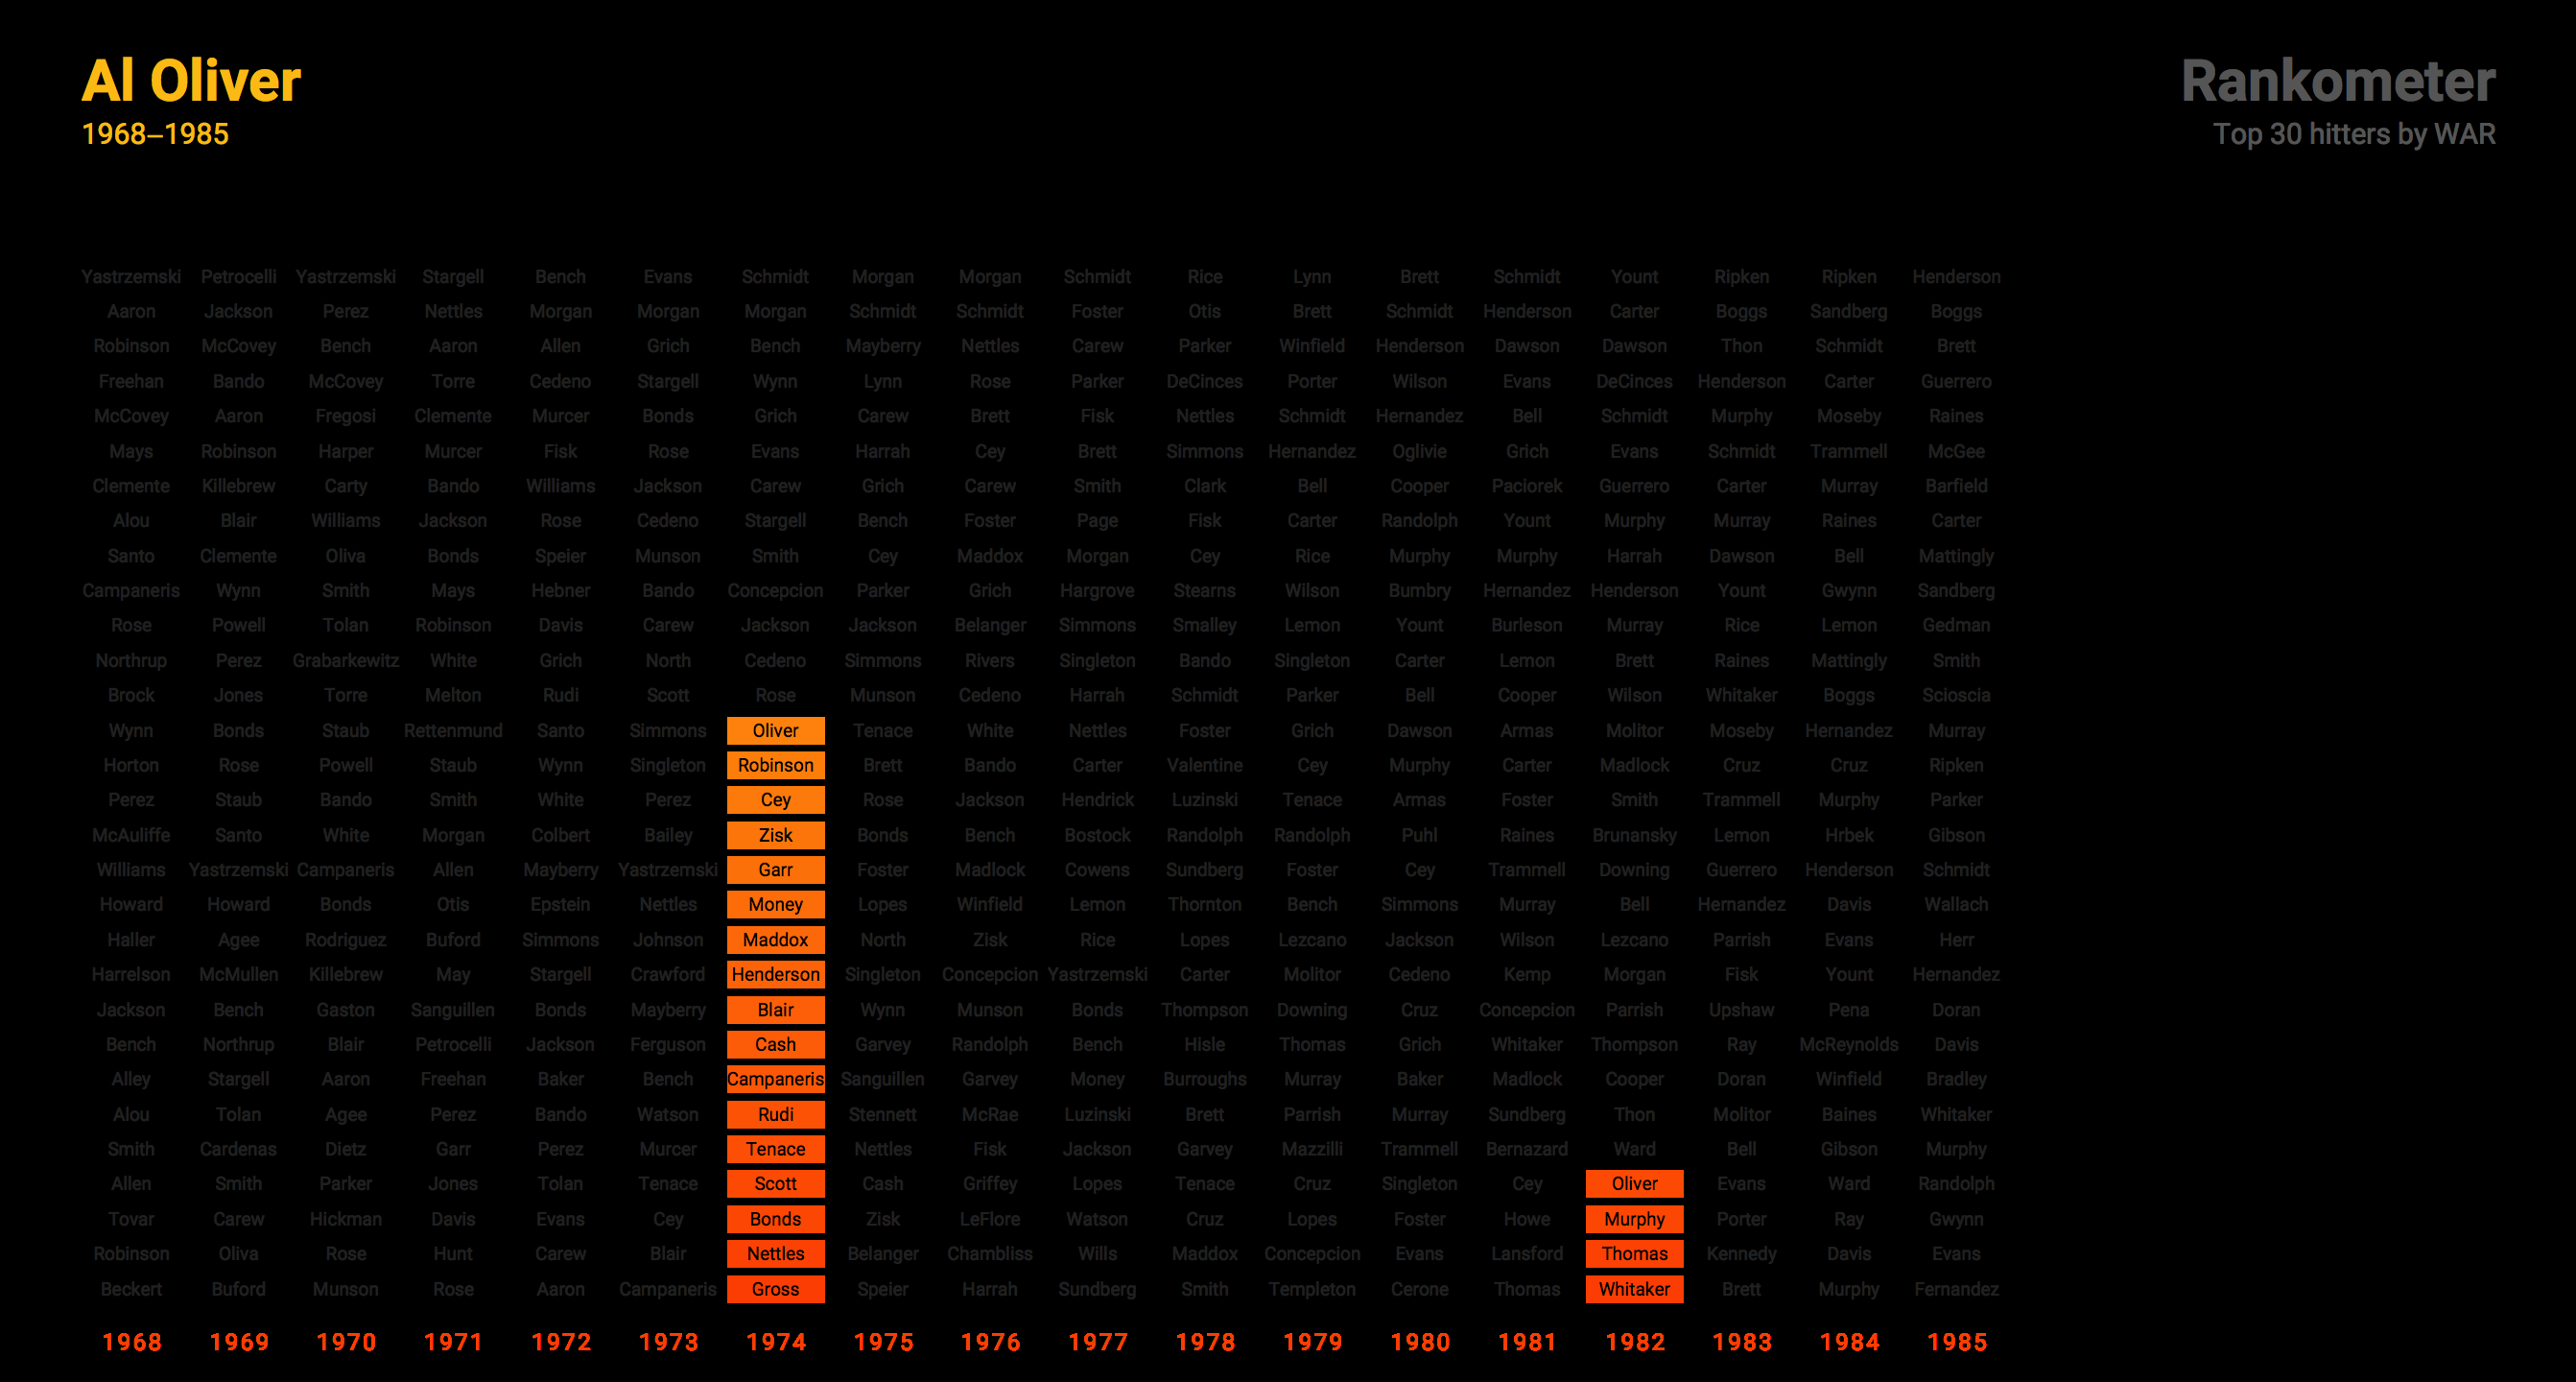 Al Oliver
1968–1985
Rankometer
Top 30 hitters by WAR
Yastrzemski Petrocelli Yastrzemski Stargell Bench Evans Schmidt Morgan Morgan Schmidt Rice Lynn Brett Schmidt Yount Ripken Ripken Henderson
Aaron Jackson Perez Nettles Morgan Morgan Morgan Schmidt Schmidt Foster Otis Brett Schmidt Henderson Carter Boggs Sandberg Boggs
Robinson McCovey Bench Aaron Allen Grich Bench Mayberry Nettles Carew Parker Winfield Henderson Dawson Dawson Thon Schmidt Brett
Freehan Bando McCovey Torre Cedeno Stargell Wynn Lynn Rose Parker DeCinces Porter Wilson Evans DeCinces Henderson Carter Guerrero
McCovey Aaron Fregosi Clemente Murcer Bonds Grich Carew Brett Fisk Nettles Schmidt Hernandez Bell Schmidt Murphy Moseby Raines
Mays Robinson Harper Murcer Fisk Rose Evans Harrah Cey Brett Simmons Hernandez Oglivie Grich Evans Schmidt Trammell McGee
Clemente Killebrew Carty Bando Williams Jackson Carew Grich Carew Smith Clark Bell Cooper Paciorek Guerrero Carter Murray Barfield
Alou Blair Williams Jackson Rose Cedeno Stargell Bench Foster Page Fisk Carter Randolph Yount Murphy Murray Raines Carter
Santo Clemente Oliva Bonds Speier Munson Smith Cey Maddox Morgan Cey Rice Murphy Murphy Harrah Dawson Bell Mattingly
Campaneris Wynn Smith Mays Hebner Bando Concepcion Parker Grich Hargrove Stearns Wilson Bumbry Hernandez Henderson Yount Gwynn Sandberg
Rose Powell Tolan Robinson Davis Carew Jackson Jackson Belanger Simmons Smalley Lemon Yount Burleson Murray Rice Lemon Gedman
Northrup Perez Grabarkewitz White Grich North Cedeno Simmons Rivers Singleton Bando Singleton Carter Lemon Brett Raines Mattingly Smith
Brock Jones Torre Melton Rudi Scott Rose Munson Cedeno Harrah Schmidt Parker Bell Cooper Wilson Whitaker Boggs Scioscia
Wynn Bonds Staub Rettenmund Santo Simmons Oliver Tenace White Nettles Foster Grich Dawson Armas Molitor Moseby Hernandez Murray
Horton Rose Powell Staub Wynn Singleton Robinson Brett Bando Carter Valentine Cey Murphy Carter Madlock Cruz Cruz Ripken
Perez Staub Bando Smith White Perez Cey Rose Jackson Hendrick Luzinski Tenace Armas Foster Smith Trammell Murphy Parker
McAuliffe Santo White Morgan Colbert Bailey Zisk Bonds Bench Bostock Randolph Randolph Puhl Raines Brunansky Lemon Hrbek Gibson
Williams Yastrzemski Campaneris Allen Mayberry Yastrzemski Garr Foster Madlock Cowens Sundberg Foster Cey Trammell Downing Guerrero Henderson Schmidt
Howard Howard Bonds Otis Epstein Nettles Money Lopes Winfield Lemon Thornton Bench Simmons Murray Bell Hernandez Davis Wallach
Haller Agee Rodriguez Buford Simmons Johnson Maddox North Zisk Rice Lopes Lezcano Jackson Wilson Lezcano Parrish Evans Herr
Harrelson McMullen Killebrew May Stargell Crawford Henderson Singleton Concepcion Yastrzemski Carter Molitor Cedeno Kemp Morgan Fisk Yount Hernandez
Jackson Bench Gaston Sanguillen Bonds Mayberry Blair Wynn Munson Bonds Thompson Downing Cruz Concepcion Parrish Upshaw Pena Doran
Bench Northrup Blair Petrocelli Jackson Ferguson Cash Garvey Randolph Bench Hisle Thomas Grich Whitaker Thompson Ray McReynolds Davis
Alley Stargell Aaron Freehan Baker Bench Campaneris Sanguillen Garvey Money Burroughs Murray Baker Madlock Cooper Doran Winfield Bradley
Alou Tolan Agee Perez Bando Watson Rudi Stennett McRae Luzinski Brett Parrish Murray Sundberg Thon Molitor Baines Whitaker
Smith Cardenas Dietz Garr Perez Murcer Tenace Nettles Fisk Jackson Garvey Mazzilli Trammell Bernazard Ward Bell Gibson Murphy
Allen Smith Parker Jones Tolan Tenace Scott Cash Griffey Lopes Tenace Cruz Singleton Cey Oliver Evans Ward Randolph
Tovar Carew Hickman Davis Evans Cey Bonds Zisk LeFlore Watson Cruz Lopes Foster Howe Murphy Porter Ray Gwynn
Robinson Oliva Rose Hunt Carew Blair Nettles Belanger Chambliss Wills Maddox Concepcion Evans Lansford Thomas Kennedy Davis Evans
Beckert Buford Munson Rose Aaron Campaneris Gross Speier Harrah Sundberg Smith Templeton Cerone Thomas Whitaker Brett Murphy Fernandez
1968 1969 1970 1971 1972 1973 1974 1975 1976 1977 1978 1979 1980 1981 1982 1983 1984 1985